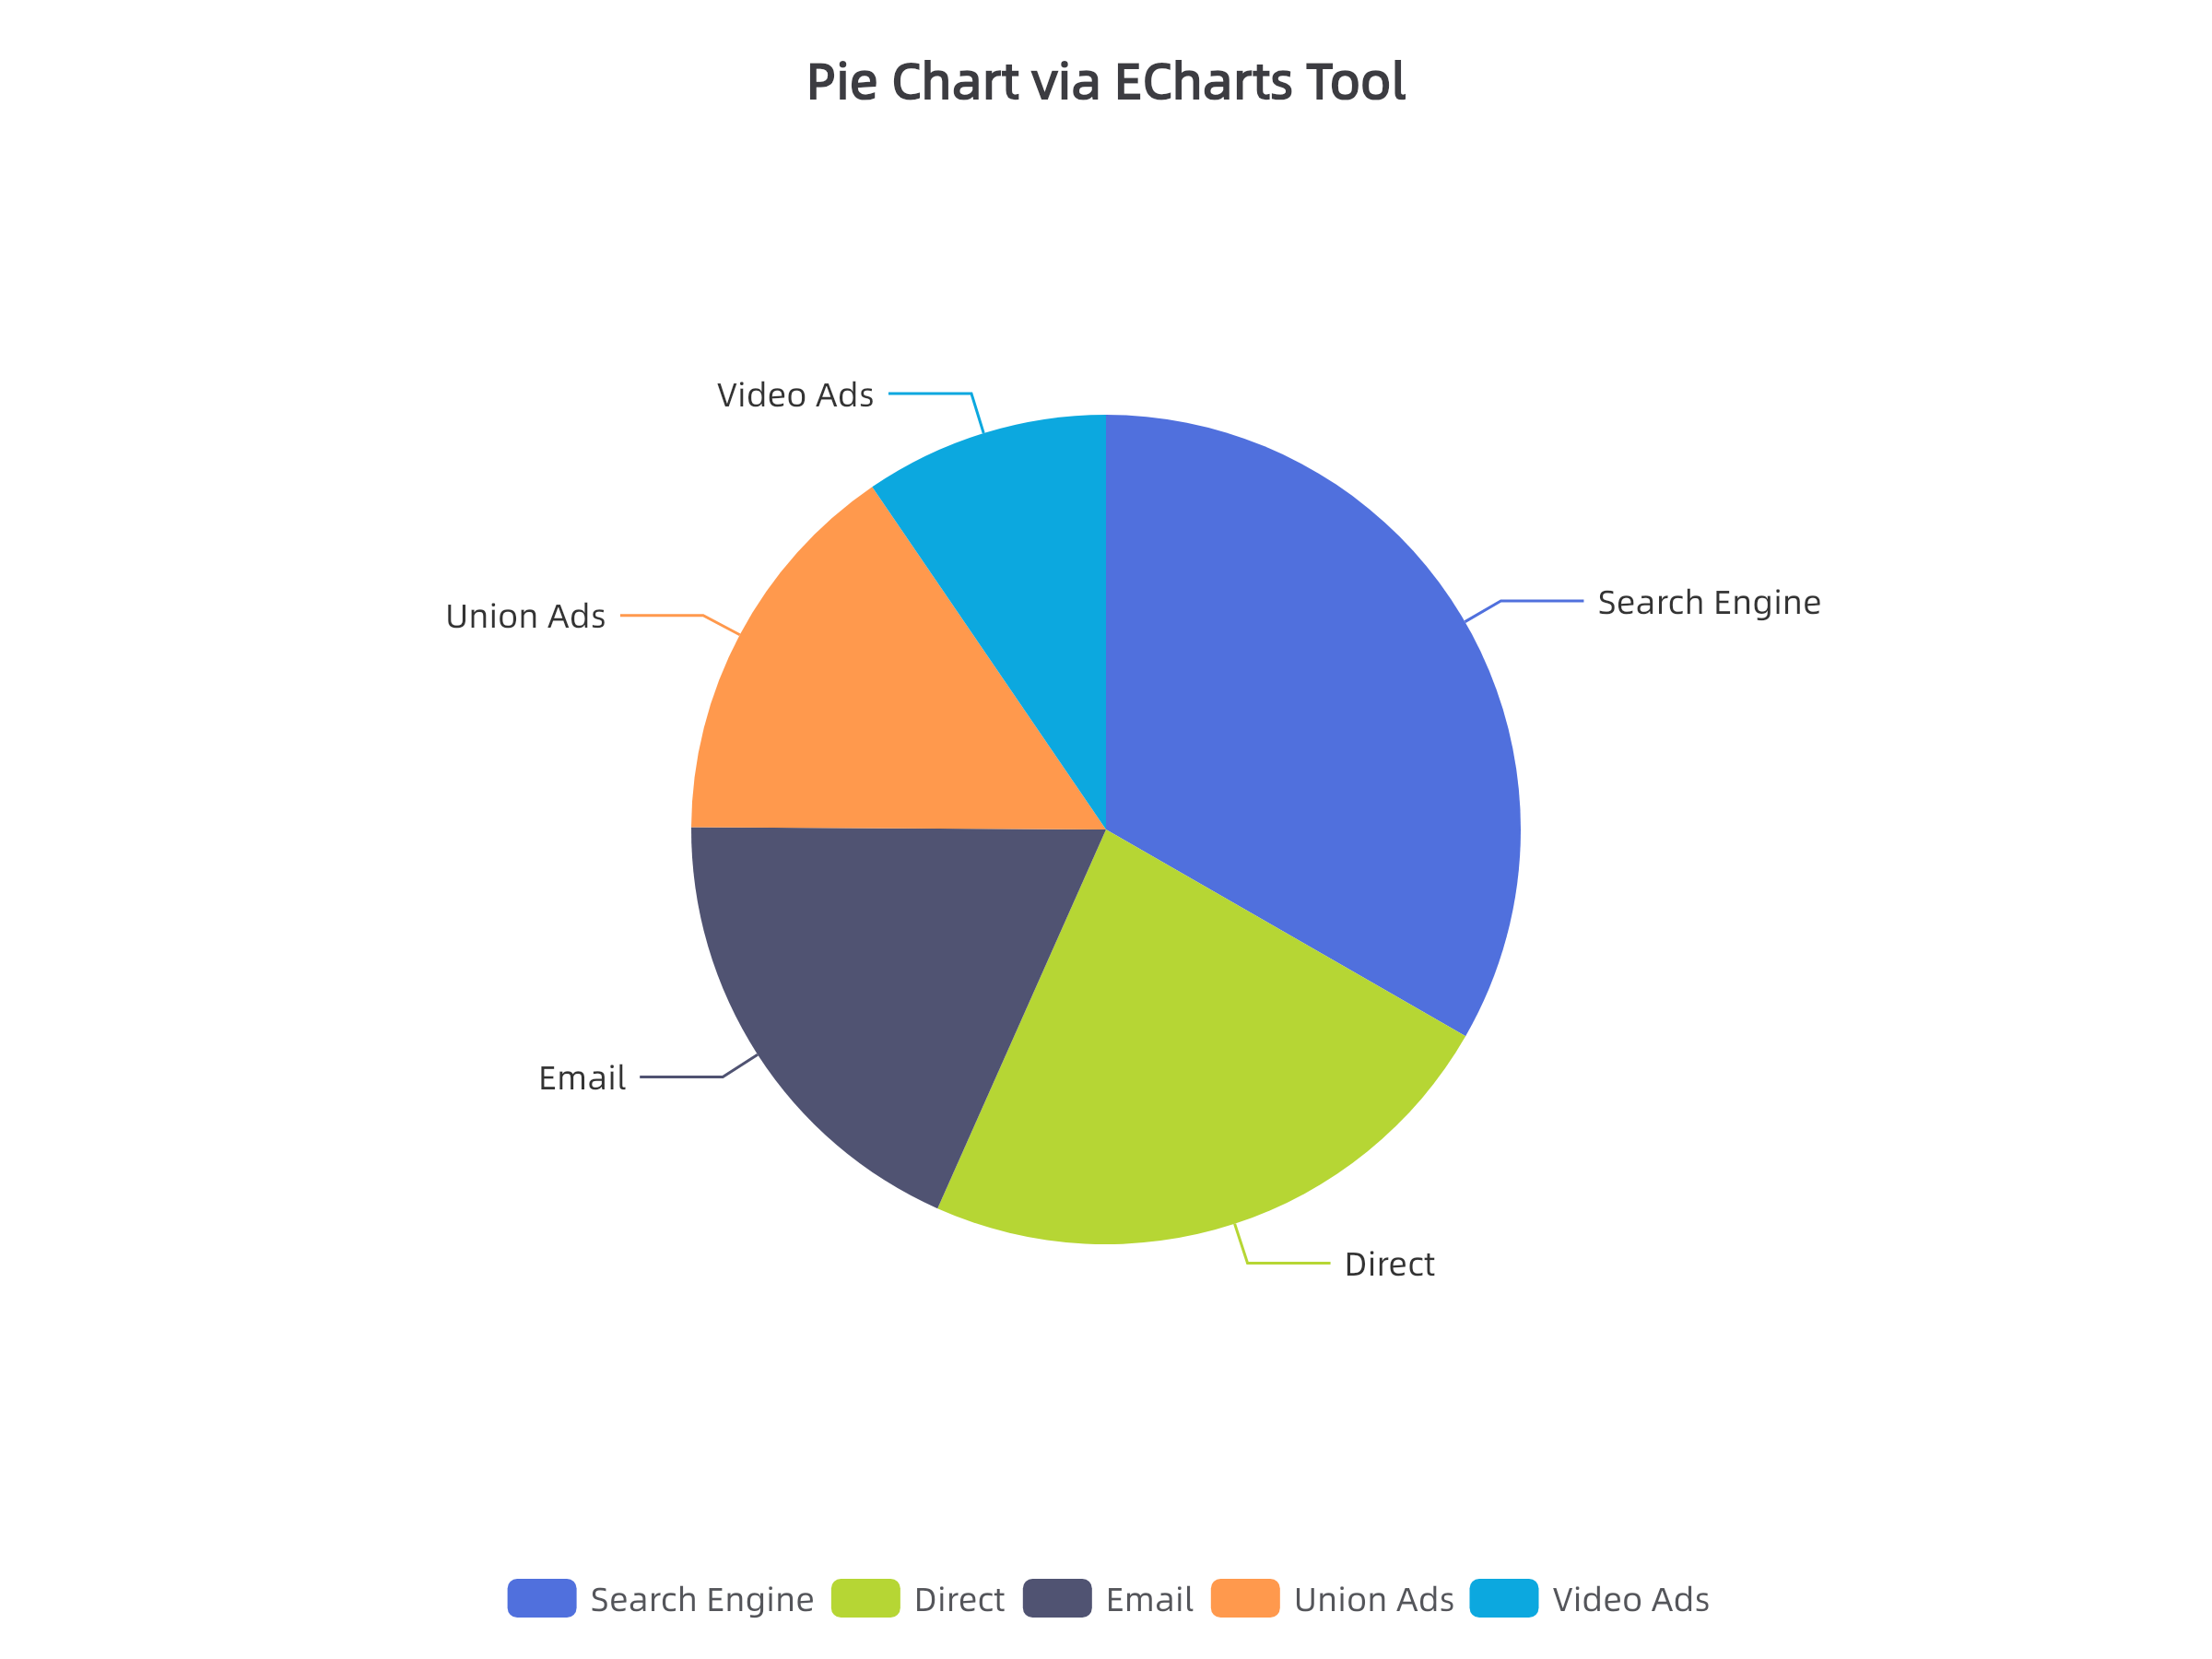 Pie Chart via ECharts Tool
Video Ads
Search Engine
Union Ads
Email
Direct
Search Engine Direct Email Union Ads Video Ads